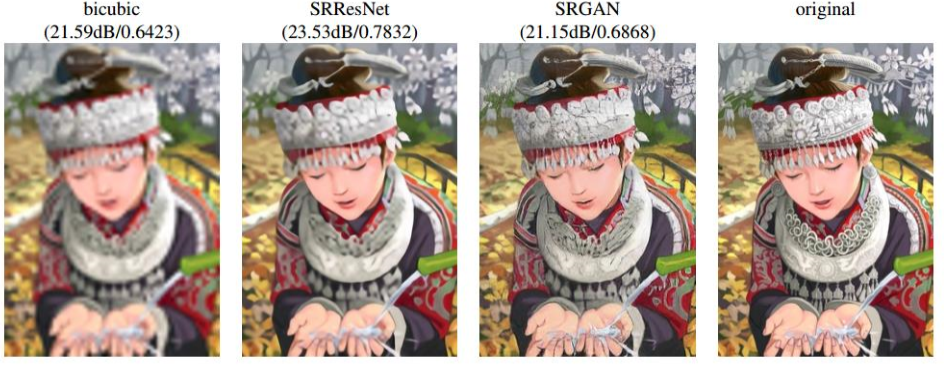 bicubic
(21.59dB/0.6423)
SRResNet
(23.53dB/0.7832)
SRGAN
(21.15dB/0.6868)
original